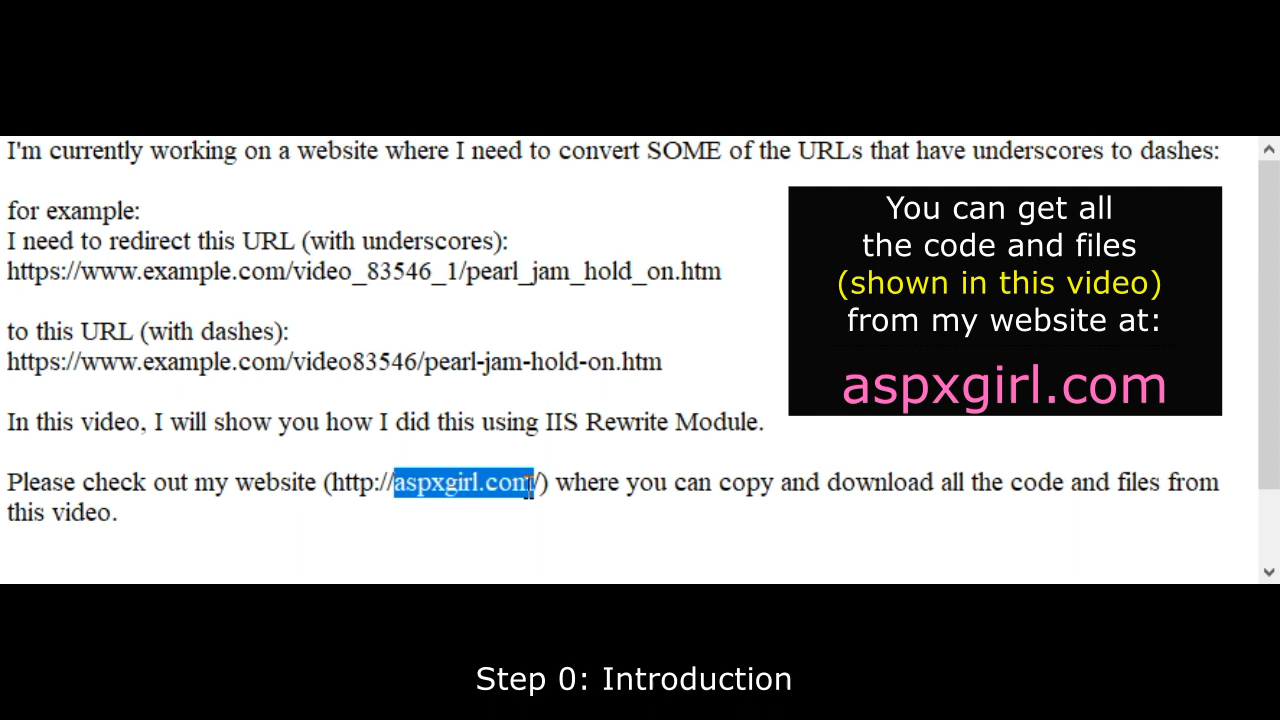 I'm currently working on a website where I need to convert SOME of the URLs that have underscores to dashes:
for example:
I need to redirect this URL (with underscores):
https://www.example.com/video_83546_1/pearl_jam_hold_on.htm
to this URL (with dashes):
https://www.example.com/video83546/pearl-jam-hold-on.htm
In this video, I will show you how I did this using IIS Rewrite Module.
Please check out my website (http://aspxgirl.com/) where you can copy and download all the code and files from
this video.
You can get all
the code and files
(shown in this video)
from my website at:
aspxgirl.com
Step 0: Introduction